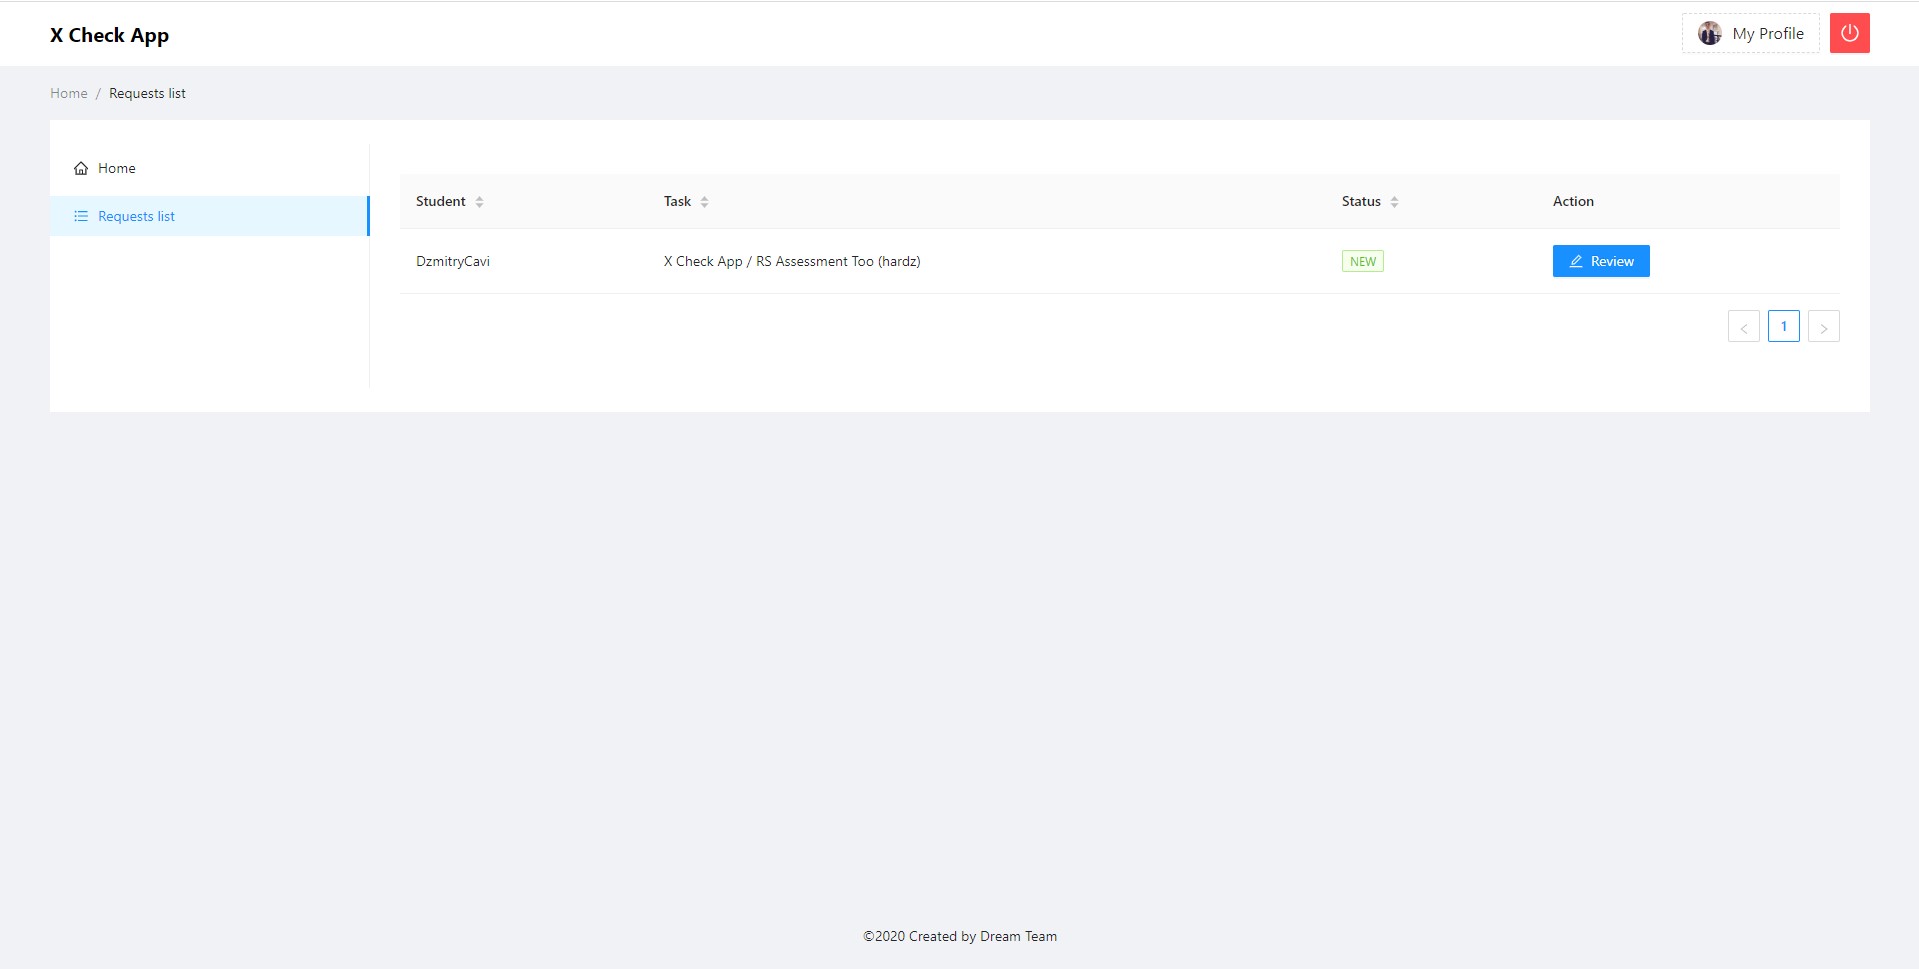 X Check App
My Profile
Home / Requests list
Home
Requests list
Student Task Status Action
DzmitryCavi X Check App / RS Assessment Too (hardz) NEW Review
< 1 >
©2020 Created by Dream Team